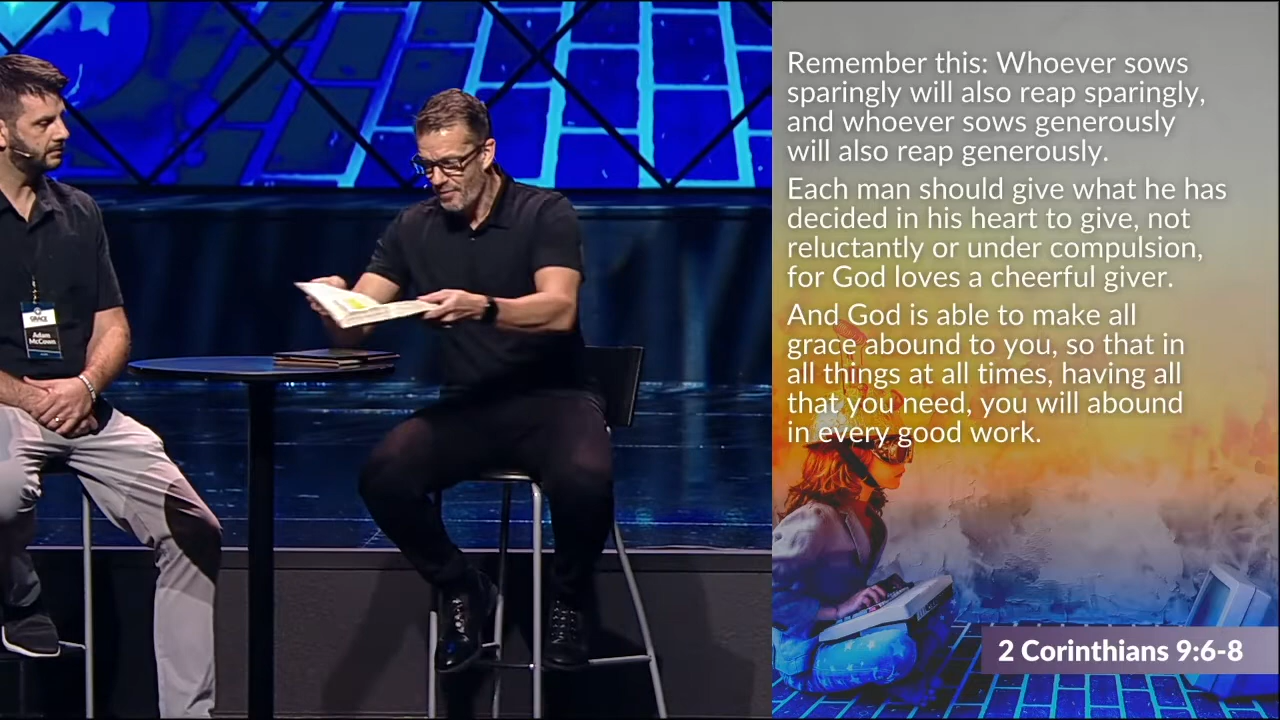 GRACE
Adam
McCown
Remember this: Whoever sows
sparingly will also reap sparingly,
and whoever sows generously
will also reap generously.
Each man should give what he has
decided in his heart to give, not
reluctantly or under compulsion,
for God loves a cheerful giver.
And God is able to make all
grace abound to you, so that in
all things at all times, having all
that you need, you will abound
in every good work.
2 Corinthians 9:6-8